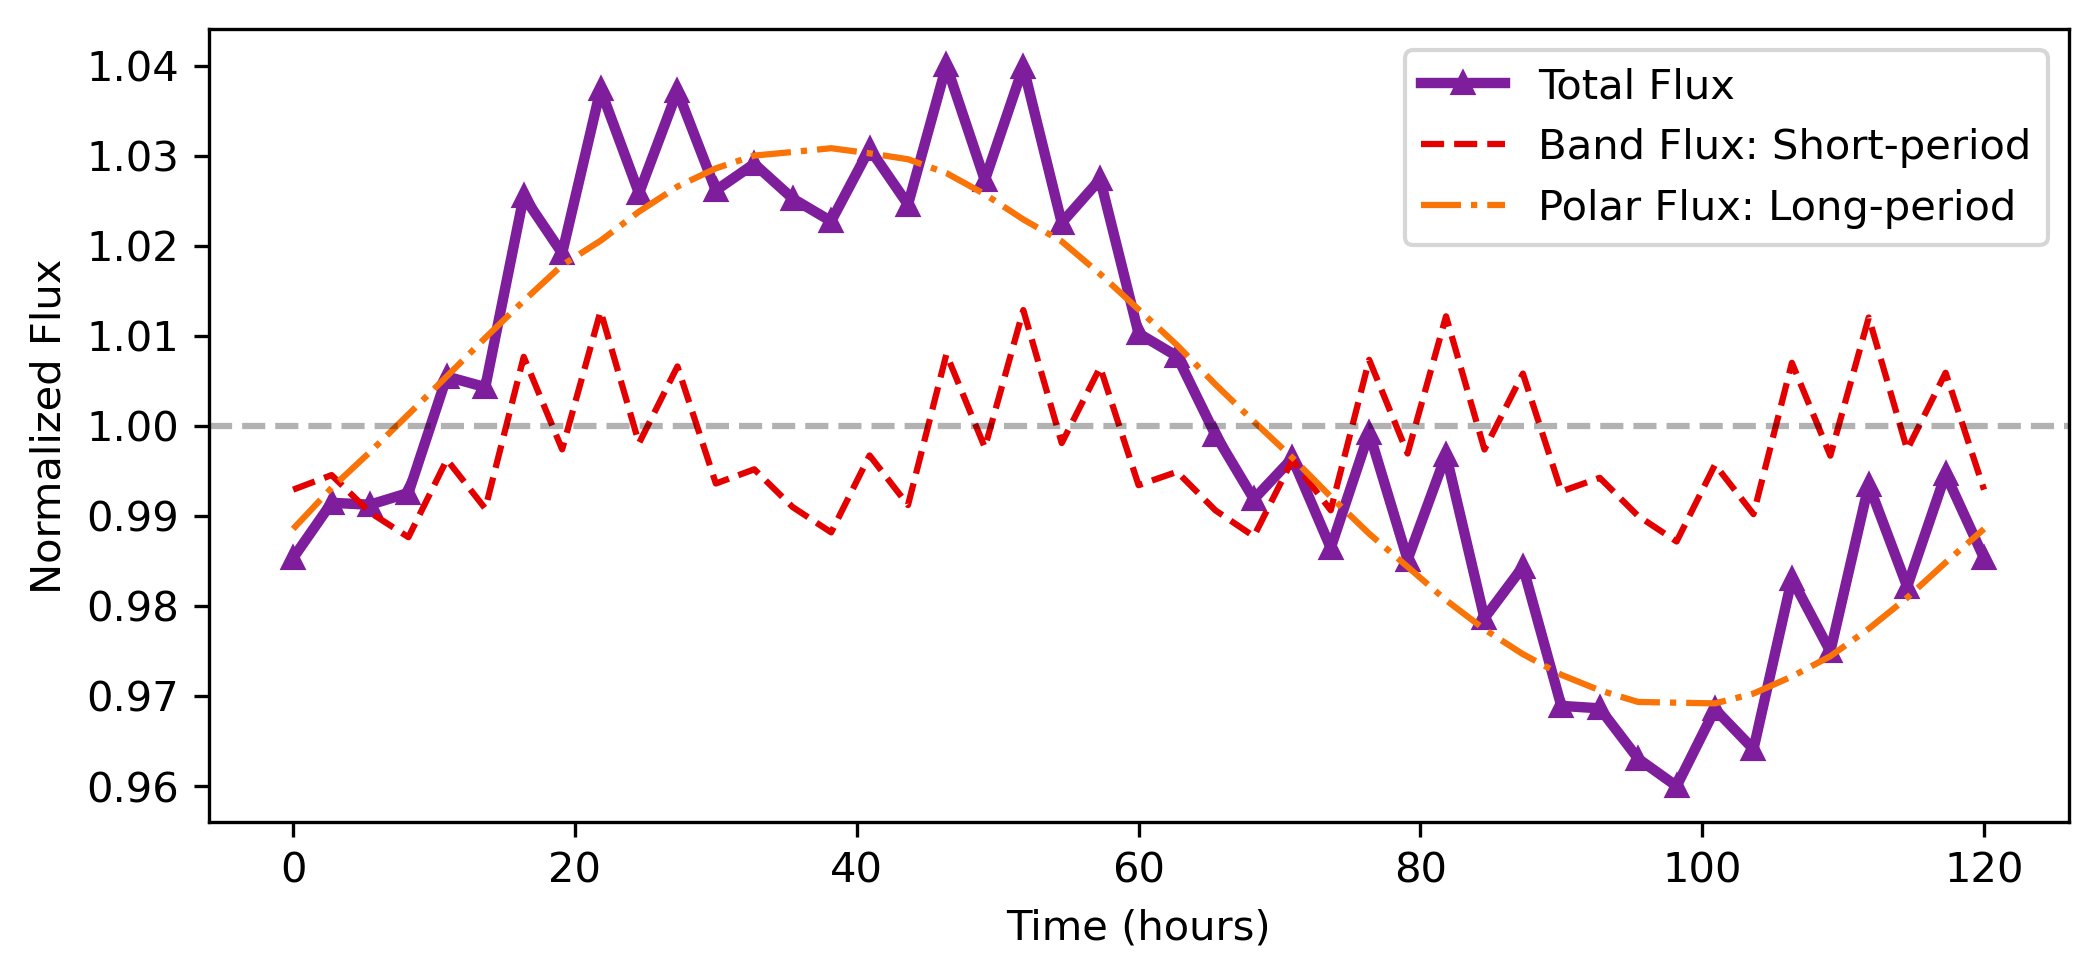 1.04
1.03
1.02
1.01
1.00
0.99
0.98
0.97
0.96
Normalized Flux
Total Flux
Band Flux: Short-period
Polar Flux: Long-period
0 20 40 60 80 100 120
Time (hours)